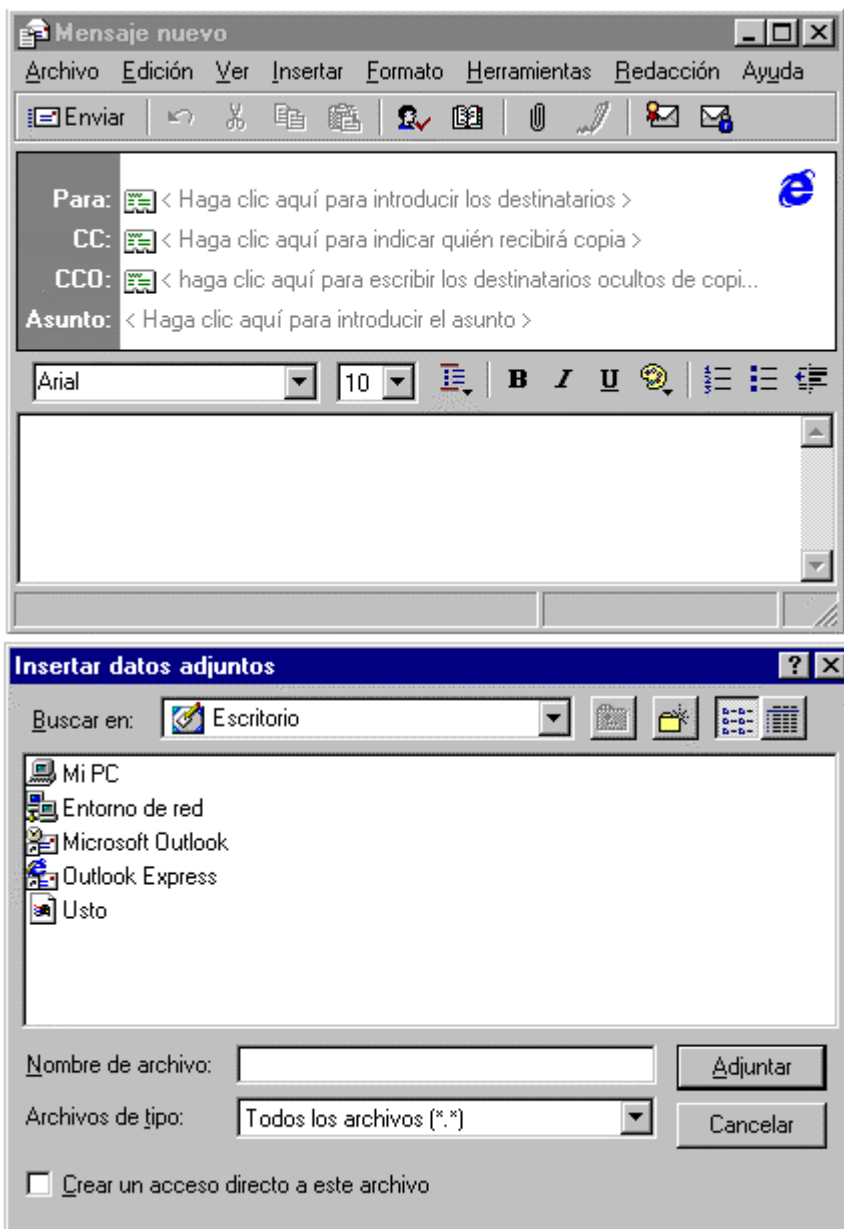 Mensaje nuevo
Archivo Edición Ver Insertar Formato Herramientas Redacción Ayuda
Enviar
Para: < Haga clic aquí para introducir los destinatarios >
CC: < Haga clic aquí para indicar quién recibirá copia >
CCO: < haga clic aquí para escribir los destinatarios ocultos de copi...
Asunto: < Haga clic aquí para introducir el asunto >
Arial 10 B I U
Insertar datos adjuntos
Buscar en: Escritorio
Mi PC
Entorno de red
Microsoft Outlook
Outlook Express
Usto
Nombre de archivo: Adjuntar
Archivos de tipo: Todos los archivos (*.*) Cancelar
Crear un acceso directo a este archivo